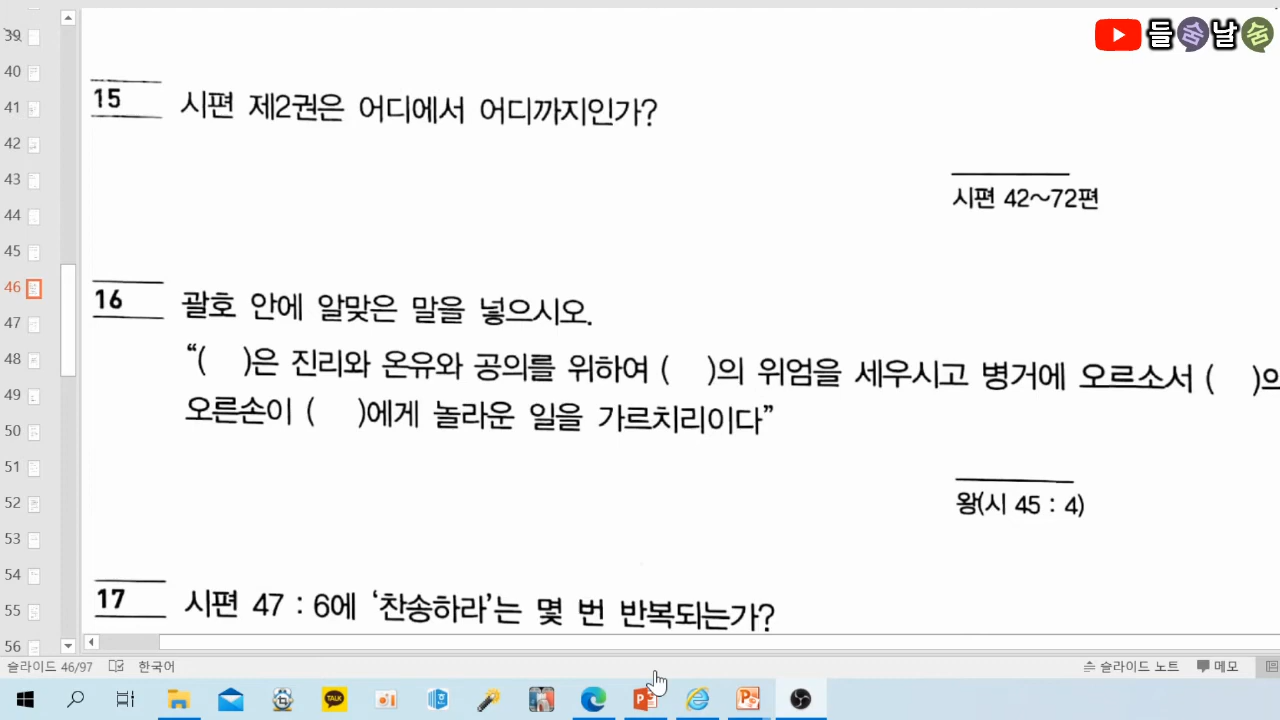 들숨날숨
39
40
41
42
43
44
45
46
47
48
49
50
51
52
53
54
55
56
15 시편 제2권은 어디에서 어디까지인가?
시편 42~72편
16 괄호 안에 알맞은 말을 넣으시오.
“( )은 진리와 온유와 공의를 위하여 ( )의 위엄을 세우시고 병거에 오르소서 ( )의
오른손이 ( )에게 놀라운 일을 가르치리이다”
왕(시 45 : 4)
17 시편 47 : 6에 ‘찬송하라’는 몇 번 반복되는가?
슬라이드 46/97 한국어 슬라이드 노트 메모
TALK